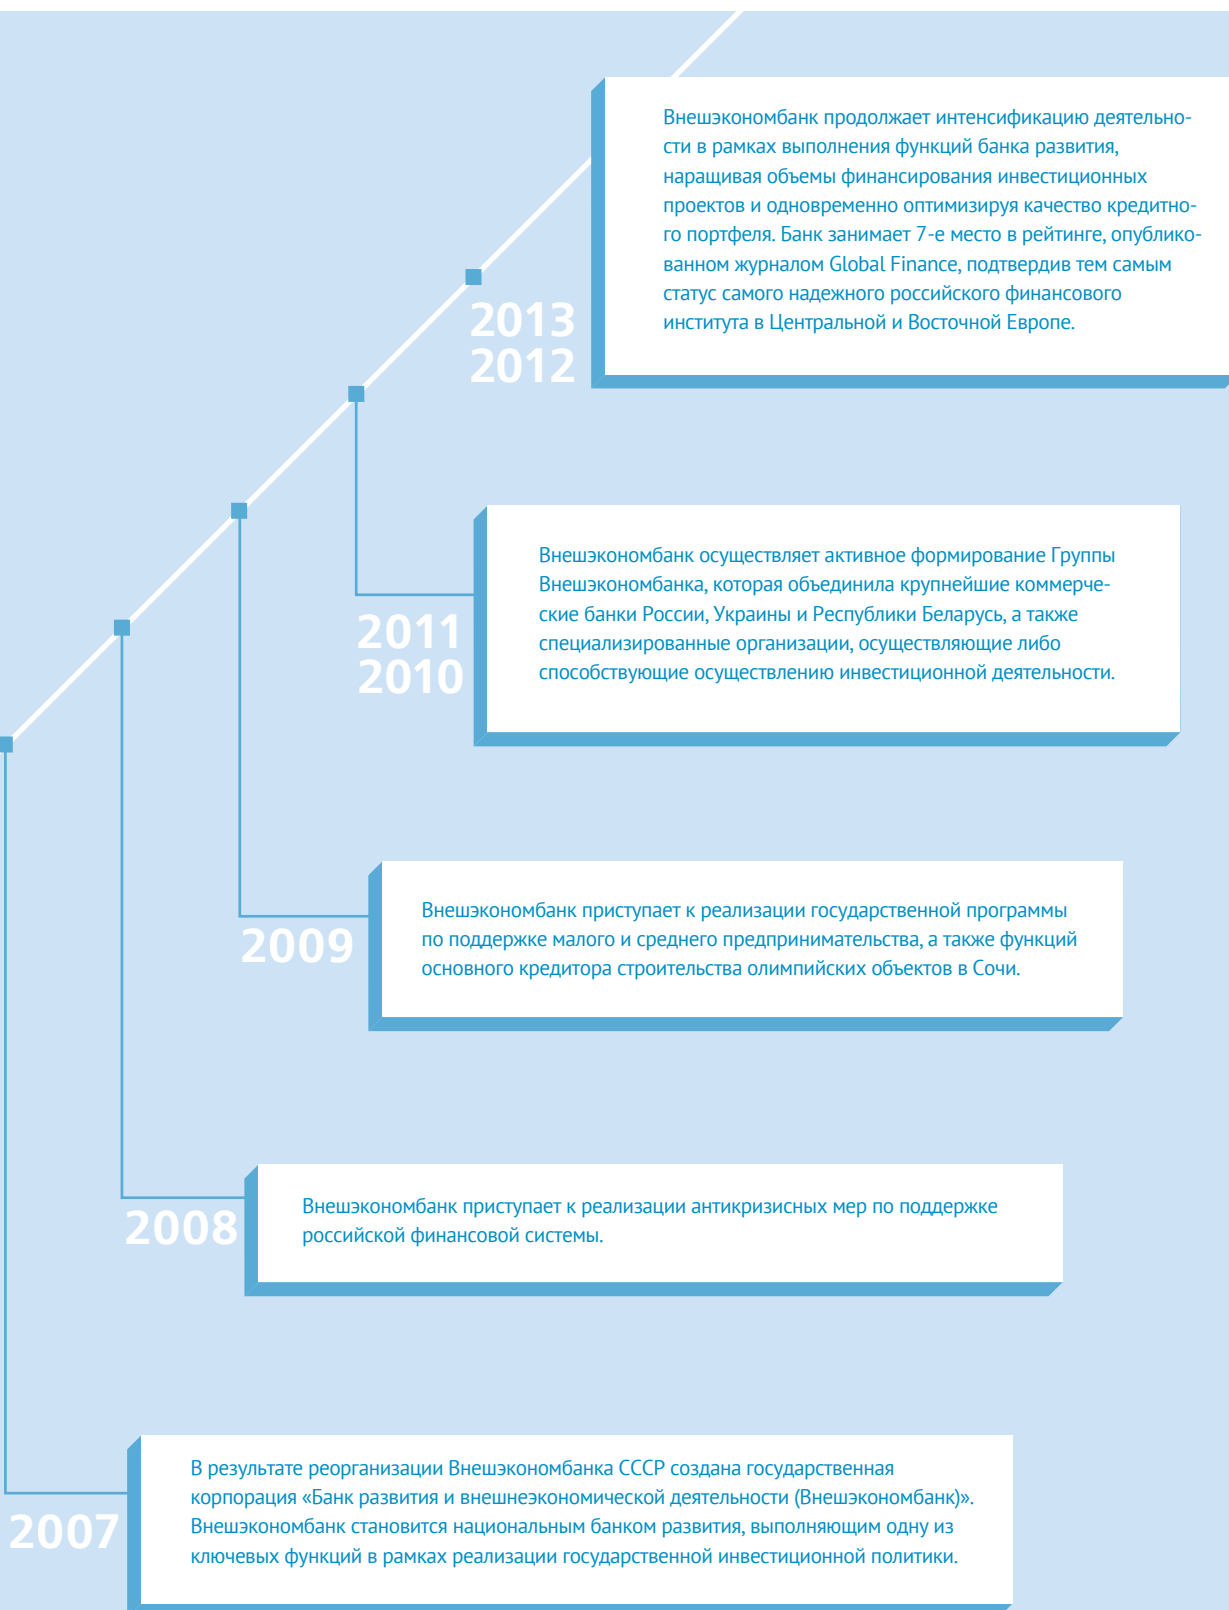 Внешэкономбанк продолжает интенсификацию деятельно-
сти в рамках выполнения функций банка развития,
наращивая объемы финансирования инвестиционных
проектов и одновременно оптимизируя качество кредитно-
го портфеля. Банк занимает 7-е место в рейтинге, опублико-
ванном журналом Global Finance, подтвердив тем самым
статус самого надежного российского финансового
института в Центральной и Восточной Европе.
2013
2012
Внешэкономбанк осуществляет активное формирование Группы
Внешэкономбанка, которая объединила крупнейшие коммерче-
ские банки России, Украины и Республики Беларусь, а также
специализированные организации, осуществляющие либо
способствующие осуществлению инвестиционной деятельности.
2011
2010
Внешэкономбанк приступает к реализации государственной программы
по поддержке малого и среднего предпринимательства, а также функций
основного кредитора строительства олимпийских объектов в Сочи.
2009
Внешэкономбанк приступает к реализации антикризисных мер по поддержке
российской финансовой системы.
2008
В результате реорганизации Внешэкономбанка СССР создана государственная
корпорация «Банк развития и внешнеэкономической деятельности (Внешэкономбанк)».
Внешэкономбанк становится национальным банком развития, выполняющим одну из
ключевых функций в рамках реализации государственной инвестиционной политики.
2007